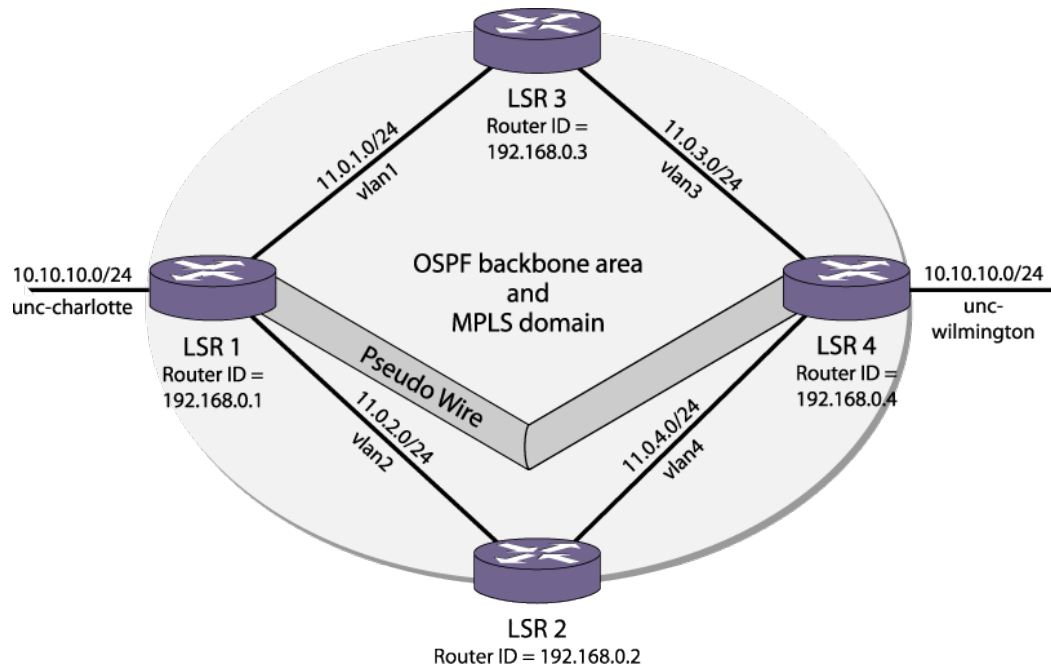 LSR 3
Router ID =
192.168.0.3
11.0.1.0/24
vlan1
11.0.3.0/24
vlan3
10.10.10.0/24
unc-charlotte
OSPF backbone area
and
MPLS domain
10.10.10.0/24
unc-
wilmington
LSR 1
Router ID =
192.168.0.1
LSR 4
Router ID =
192.168.0.4
Pseudo Wire
11.0.2.0/24
vlan2
11.0.4.0/24
vlan4
LSR 2
Router ID = 192.168.0.2